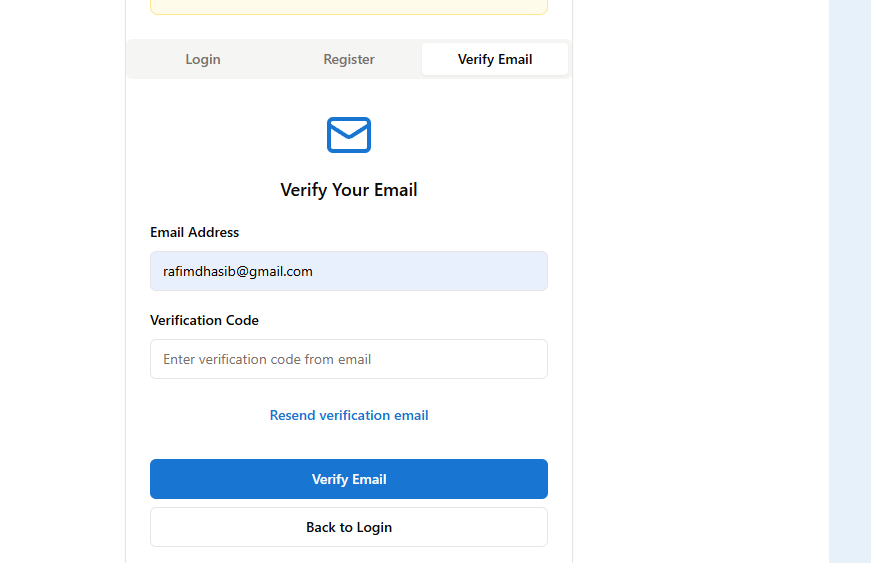 Login
Register
Verify Email
Verify Your Email
Email Address
rafimdhasib@gmail.com
Verification Code
Enter verification code from email
Resend verification email
Verify Email
Back to Login